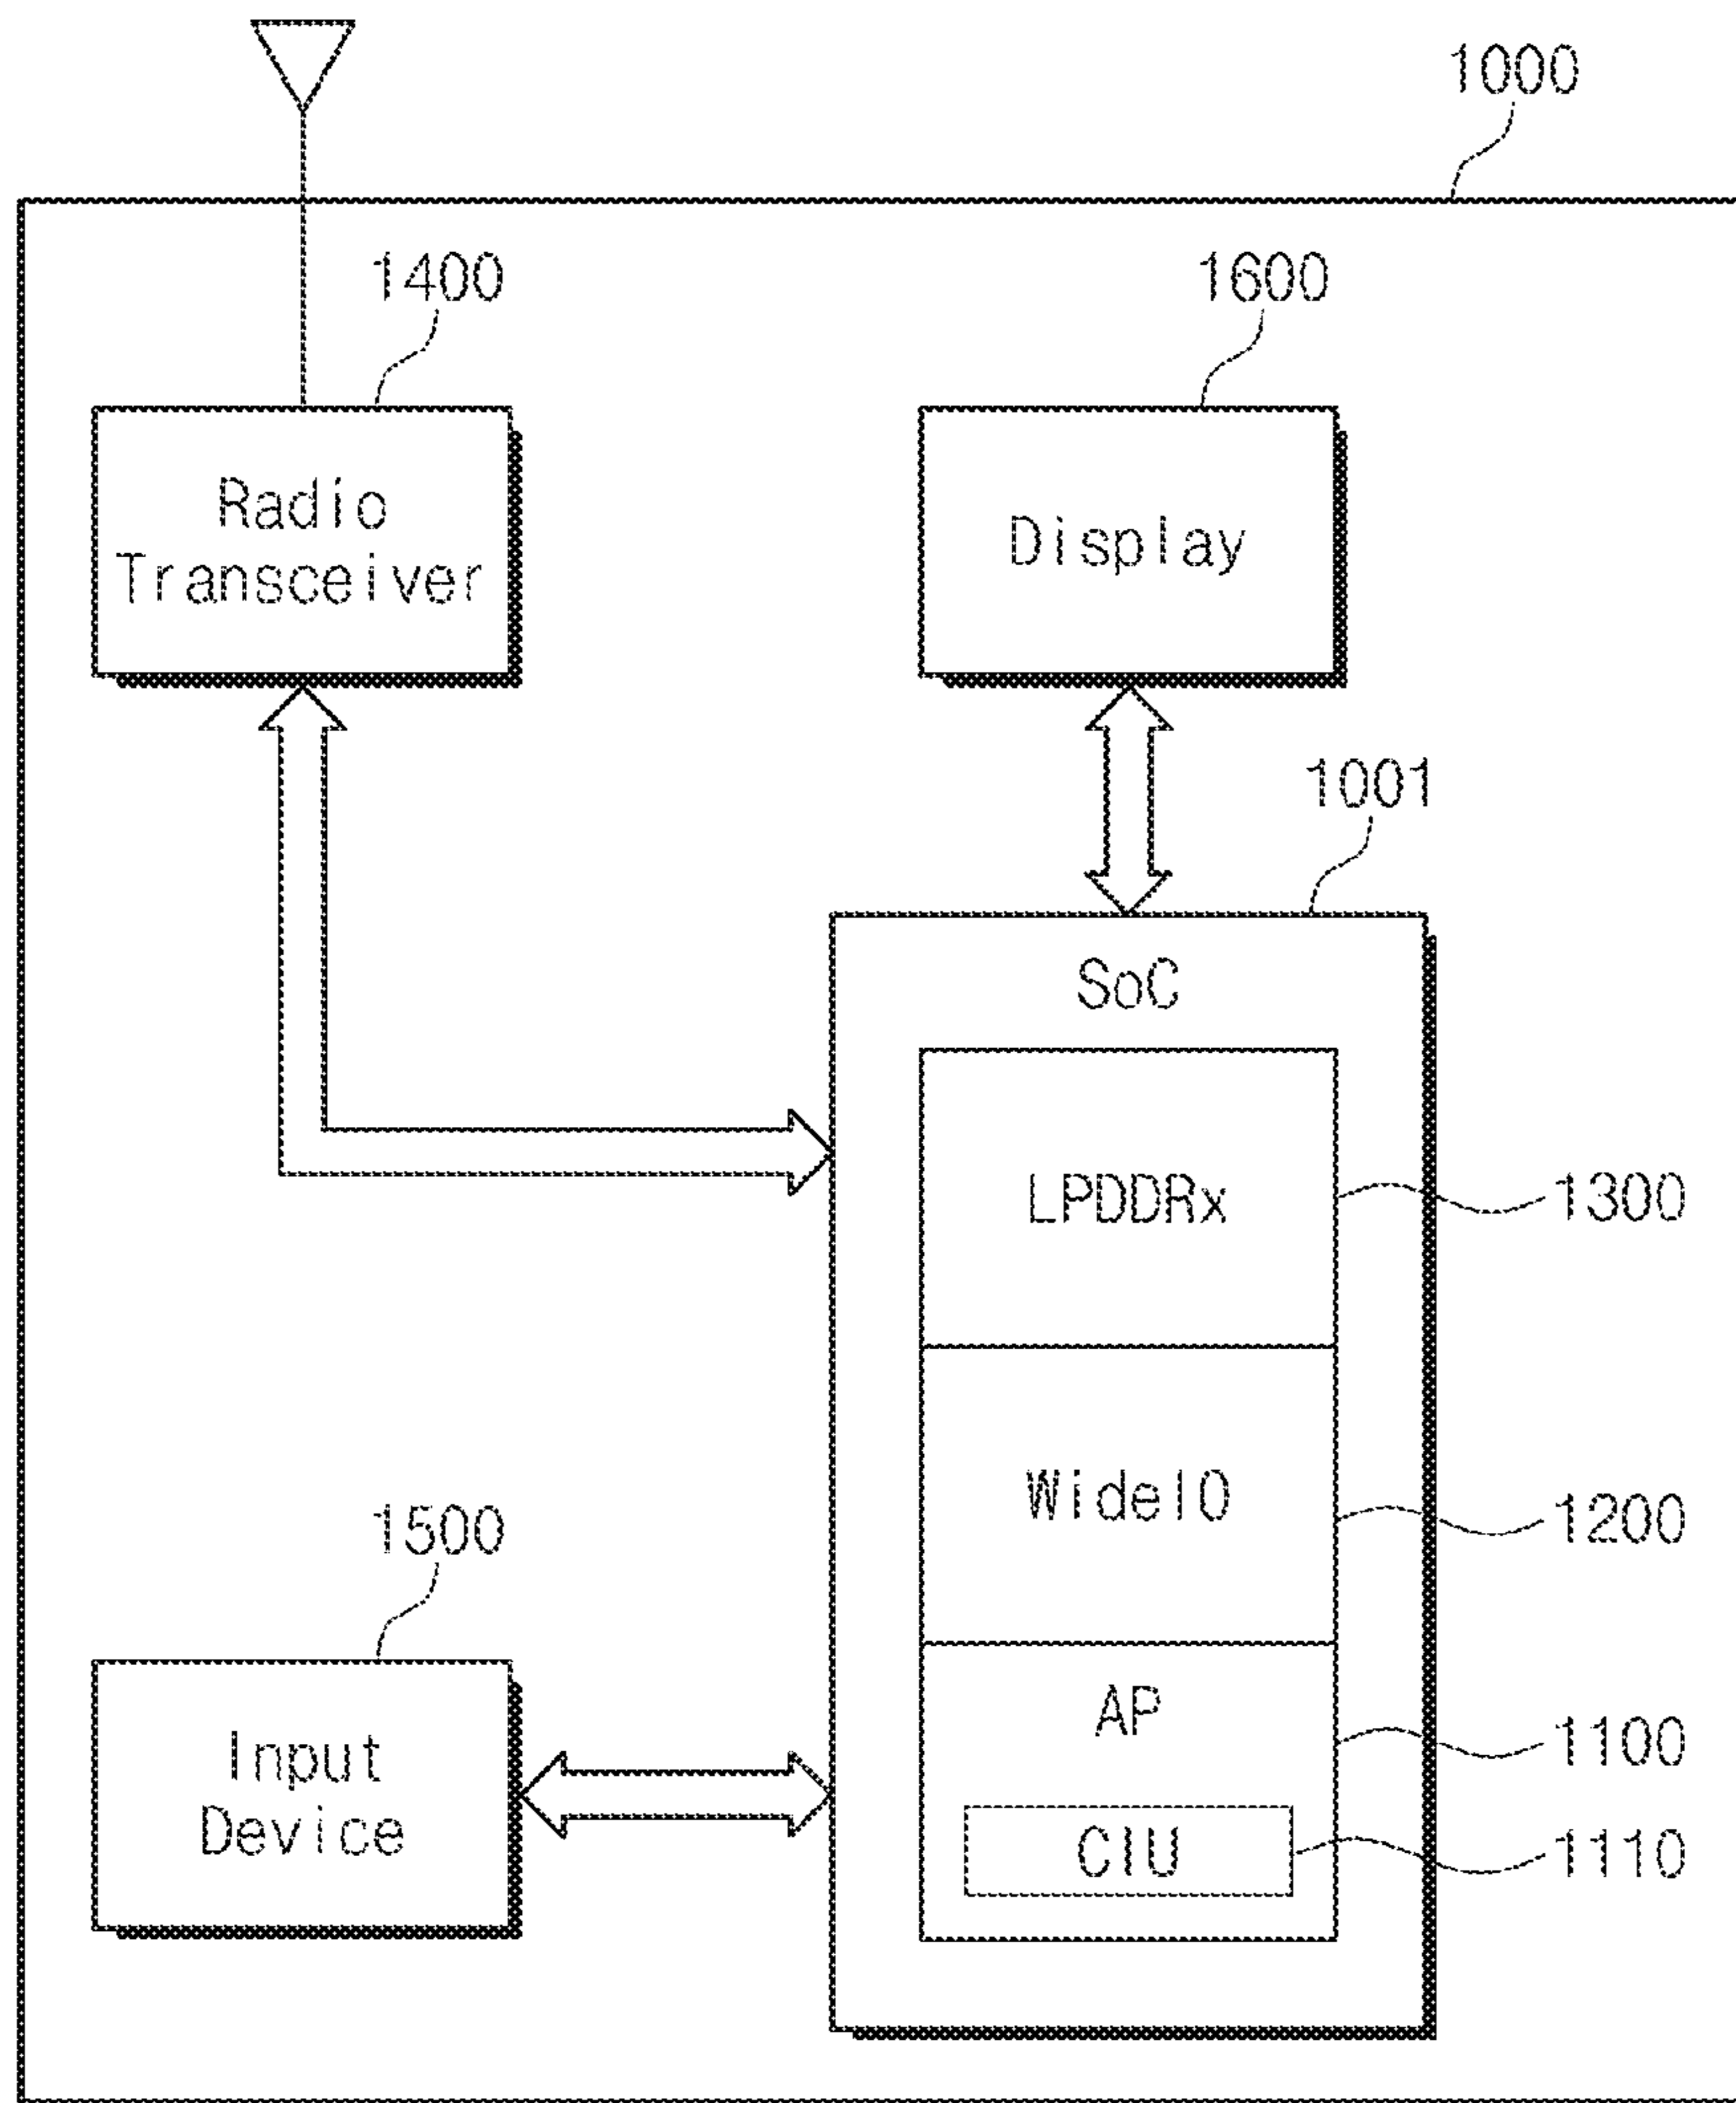 1000
1400
1600
Radio
Transceiver
Display
1001
SoC
LPDDRx
1300
WideIO
1200
1500
AP
1100
Input
Device
CIU
1110